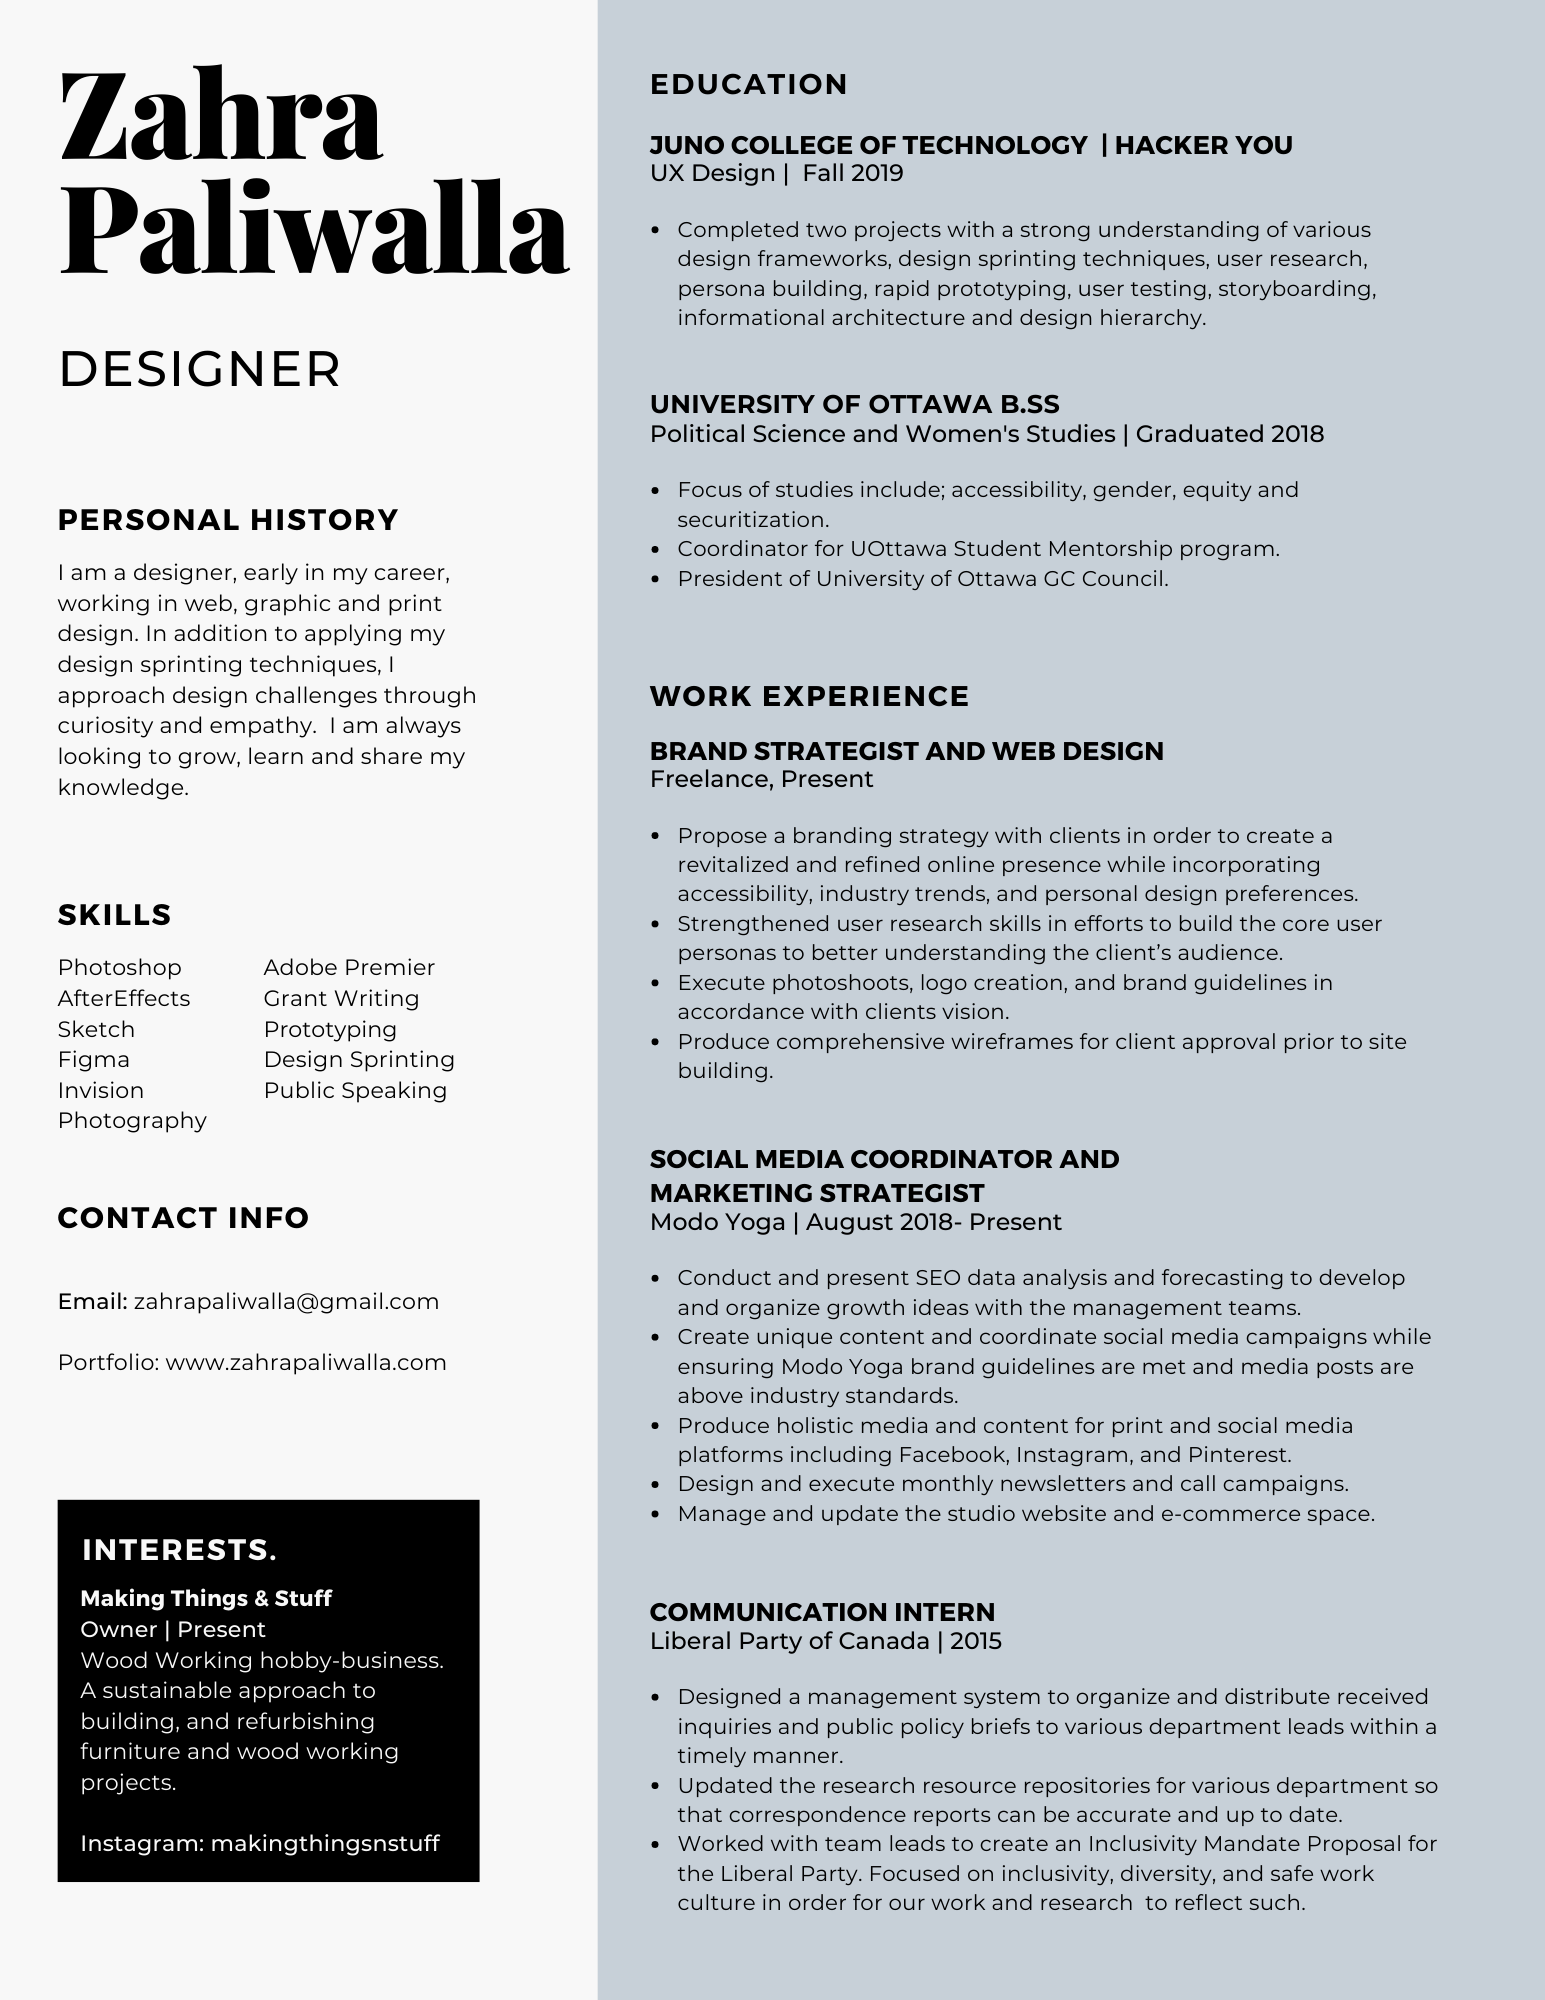 Zahra
Paliwalla
DESIGNER
PERSONAL HISTORY
I am a designer, early in my career,
working in web, graphic and print
design. In addition to applying my
design sprinting techniques, I
approach design challenges through
curiosity and empathy.  I am always
looking to grow, learn and share my
knowledge.
SKILLS
Photoshop
AfterEffects
Sketch
Figma
Invision
Photography
Adobe Premier
Grant Writing
Prototyping
Design Sprinting
Public Speaking
CONTACT INFO
Email: zahrapaliwalla@gmail.com
Portfolio: www.zahrapaliwalla.com
INTERESTS.
Making Things & Stuff
Owner | Present
Wood Working hobby-business.
A sustainable approach to
building, and refurbishing
furniture and wood working
projects.
Instagram: makingthingsnstuff
EDUCATION
JUNO COLLEGE OF TECHNOLOGY  | HACKER YOU
UX Design |  Fall 2019
• Completed two projects with a strong understanding of various
design frameworks, design sprinting techniques, user research,
persona building, rapid prototyping, user testing, storyboarding,
informational architecture and design hierarchy.
UNIVERSITY OF OTTAWA B.SS
Political Science and Women's Studies | Graduated 2018
• Focus of studies include; accessibility, gender, equity and
securitization.
• Coordinator for UOttawa Student Mentorship program.
• President of University of Ottawa GC Council.
WORK EXPERIENCE
BRAND STRATEGIST AND WEB DESIGN
Freelance, Present
• Propose a branding strategy with clients in order to create a
revitalized and refined online presence while incorporating
accessibility, industry trends, and personal design preferences.
• Strengthened user research skills in efforts to build the core user
personas to better understanding the client’s audience.
• Execute photoshoots, logo creation, and brand guidelines in
accordance with clients vision.
• Produce comprehensive wireframes for client approval prior to site
building.
SOCIAL MEDIA COORDINATOR AND
MARKETING STRATEGIST
Modo Yoga | August 2018- Present
• Conduct and present SEO data analysis and forecasting to develop
and organize growth ideas with the management teams.
• Create unique content and coordinate social media campaigns while
ensuring Modo Yoga brand guidelines are met and media posts are
above industry standards.
• Produce holistic media and content for print and social media
platforms including Facebook, Instagram, and Pinterest.
• Design and execute monthly newsletters and call campaigns.
• Manage and update the studio website and e-commerce space.
COMMUNICATION INTERN
Liberal Party of Canada | 2015
• Designed a management system to organize and distribute received
inquiries and public policy briefs to various department leads within a
timely manner.
• Updated the research resource repositories for various department so
that correspondence reports can be accurate and up to date.
• Worked with team leads to create an Inclusivity Mandate Proposal for
the Liberal Party. Focused on inclusivity, diversity, and safe work
culture in order for our work and research  to reflect such.